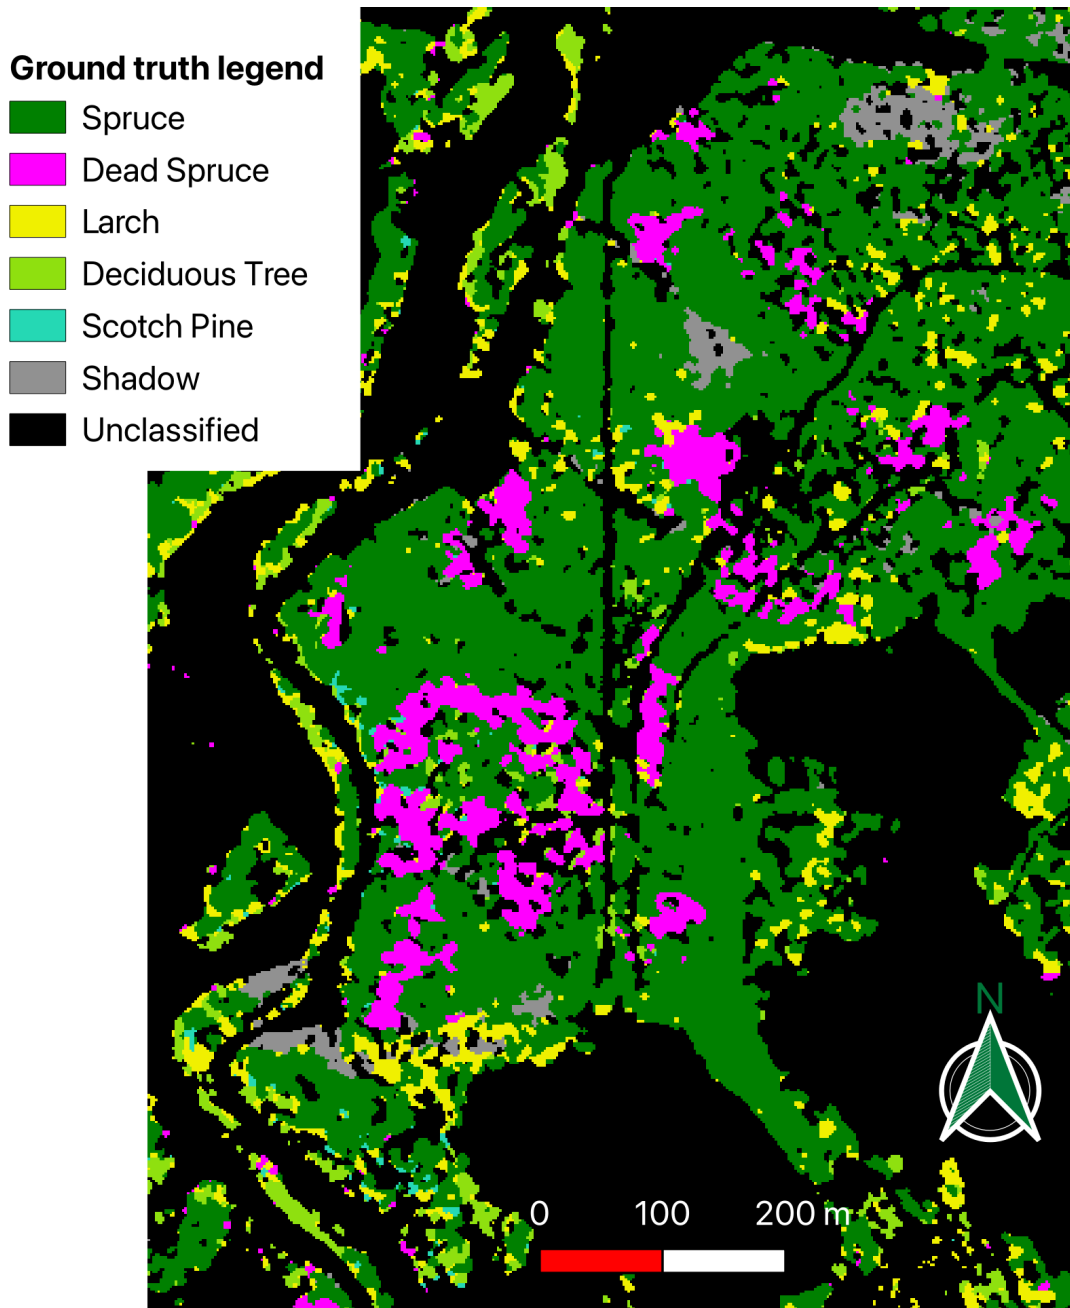 Ground truth legend
Spruce
Dead Spruce
Larch
Deciduous Tree
Scotch Pine
Shadow
Unclassified
N
0 100 200 m